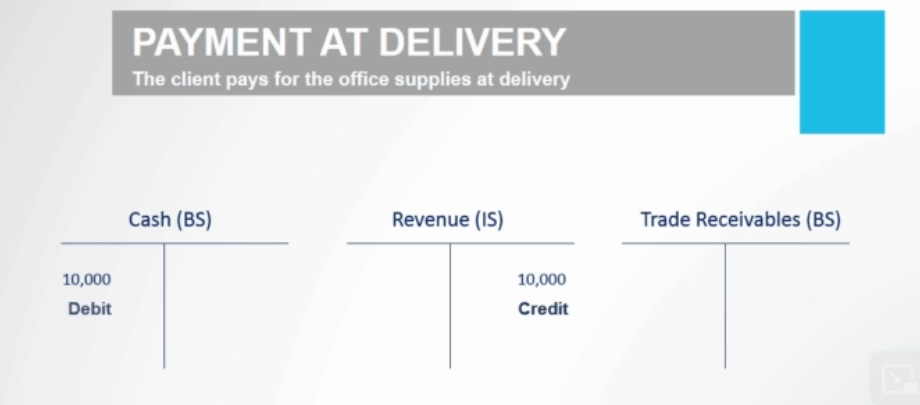 PAYMENT AT DELIVERY
The client pays for the office supplies at delivery
Cash (BS)
Revenue (IS)
Trade Receivables (BS)
10,000
Debit
10,000
Credit